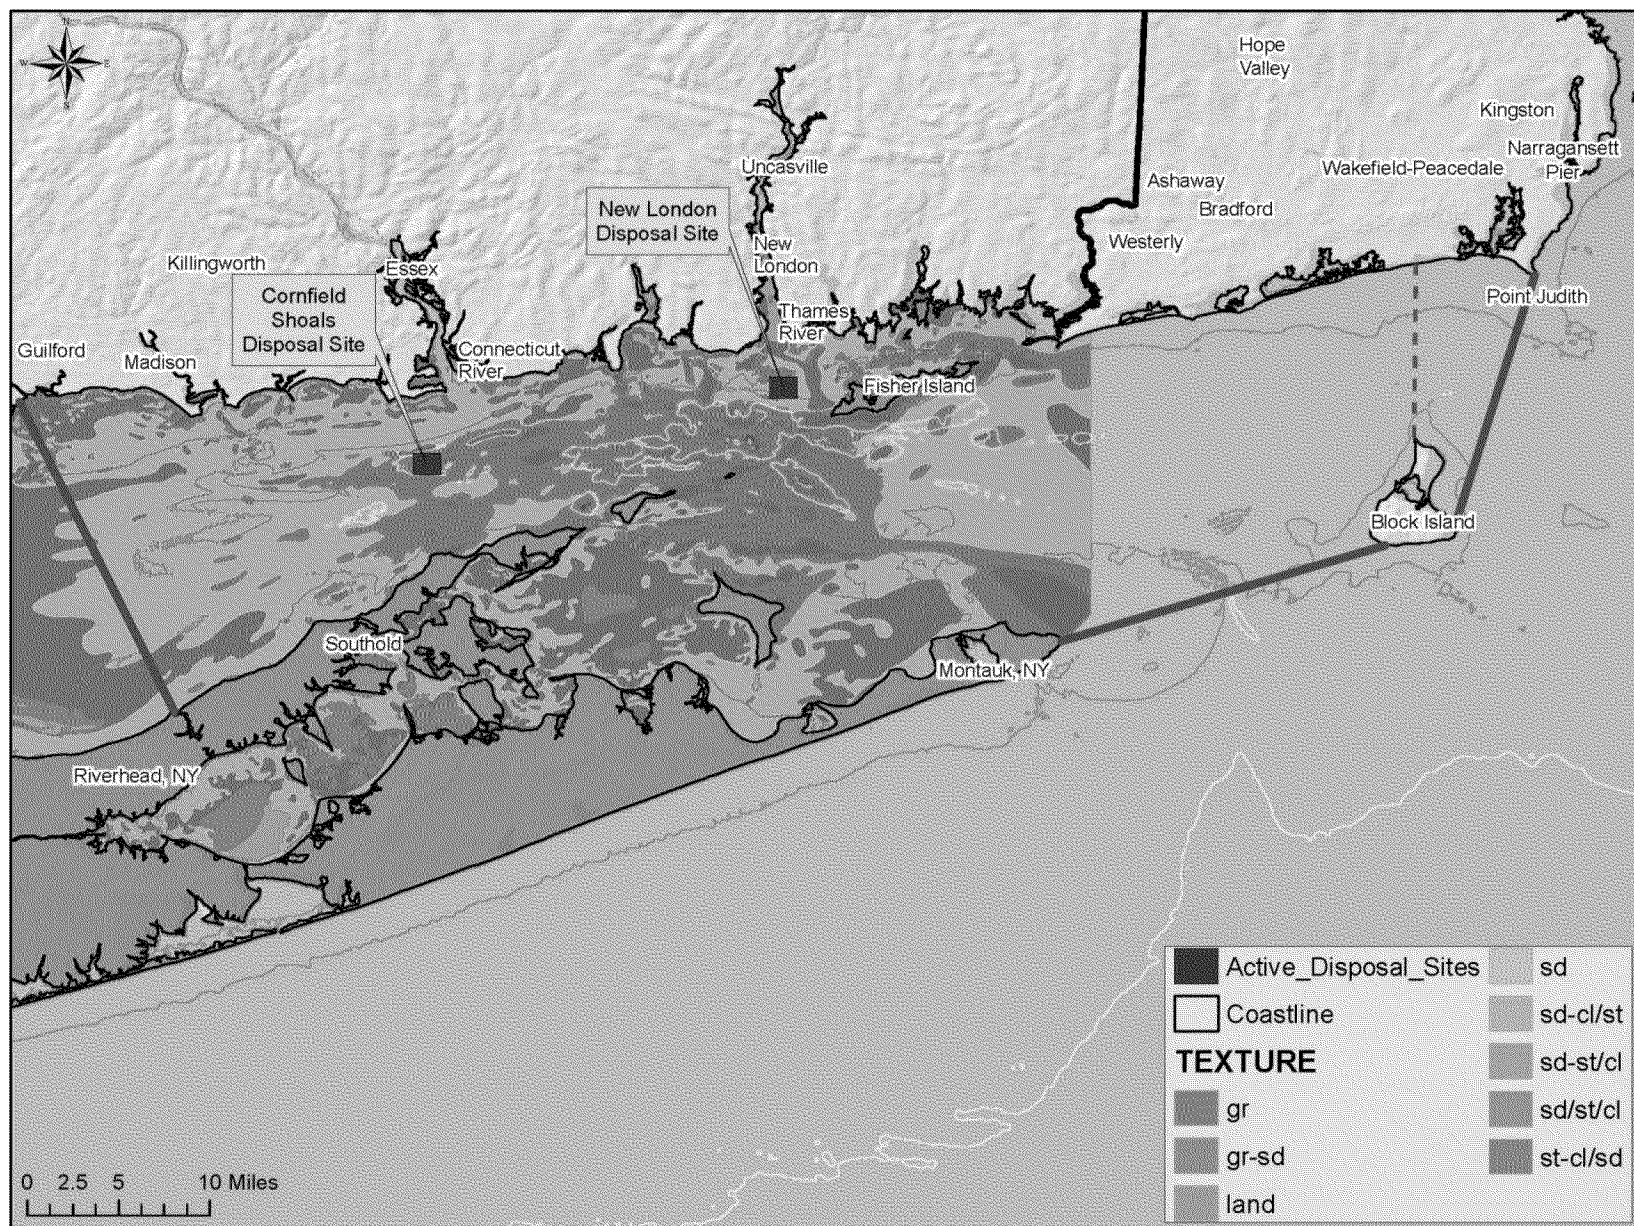 N
W
E
S
Hope
Valley
Kingston
Narragansett
Pier
Wakefield-Peacedale
Uncasville
Ashaway
Bradford
New London
Disposal Site
Westerly
New
London
Killingworth
Essex
Cornfield
Shoals
Disposal Site
Point Judith
Thames
River
Guilford
Madison
Connecticut
River
Fisher Island
Block Island
Southold
Montauk, NY
Riverhead, NY
Active_Disposal_Sites
Coastline
TEXTURE
gr
gr-sd
land
sd
sd-cl/st
sd-st/cl
sd/st/cl
st-cl/sd
0 2.5 5 10 Miles